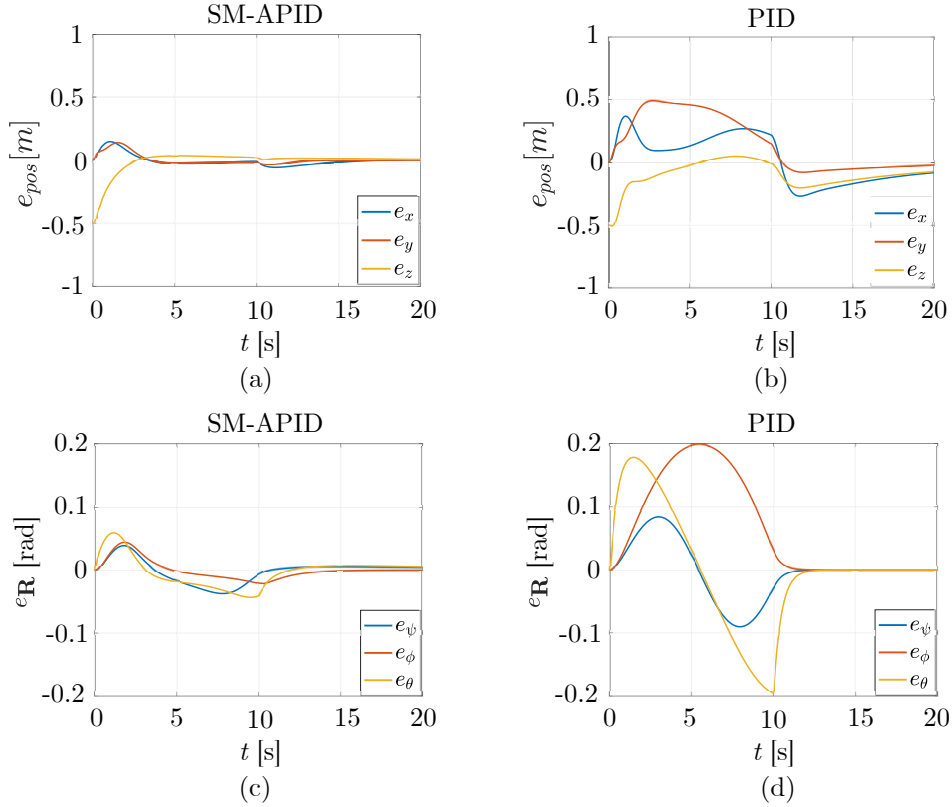 SM-APID
1
0.5
0
-0.5
-1
e_pos[m]
e_x
e_y
e_z
0 5 10 15 20
t [s]
(a)
PID
1
0.5
0
-0.5
-1
e_pos[m]
e_x
e_y
e_z
0 5 10 15 20
t [s]
(b)
SM-APID
0.2
0.1
0
-0.1
-0.2
e_R [rad]
e_ψ
e_ϕ
e_θ
0 5 10 15 20
t [s]
(c)
PID
0.2
0.1
0
-0.1
-0.2
e_R [rad]
e_ψ
e_ϕ
e_θ
0 5 10 15 20
t [s]
(d)